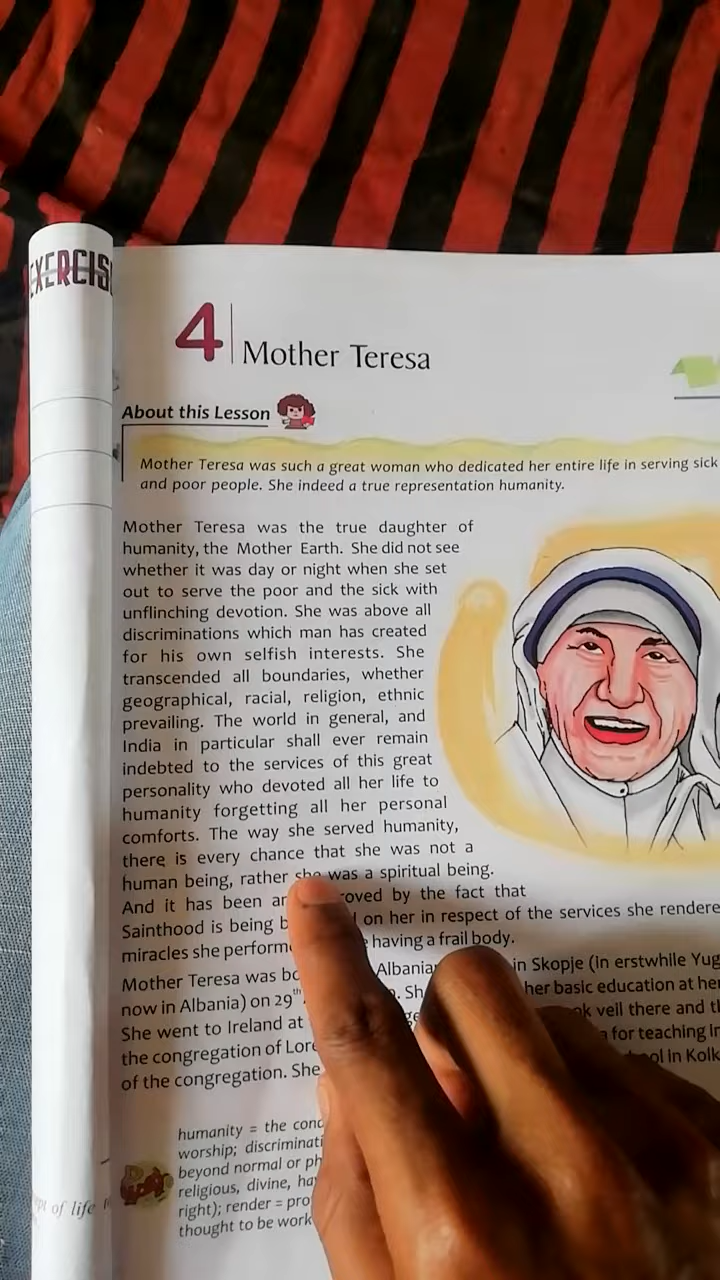 EXERCIS
4
Mother Teresa
About this Lesson
Mother Teresa was such a great woman who dedicated her entire life in serving sick
and poor people. She indeed a true representation humanity.
Mother Teresa was the true daughter of
humanity, the Mother Earth. She did not see
whether it was day or night when she set
out to serve the poor and the sick with
unflinching devotion. She was above all
discriminations which man has created
for his own selfish interests. She
transcended all boundaries, whether
geographical, racial, religion, ethnic
prevailing. The world in general, and
India in particular shall ever remain
indebted to the services of this great
personality who devoted all her life to
humanity forgetting all her personal
comforts. The way she served humanity,
there is every chance that she was not a
human being, rather she was a spiritual being.
And it has been roved by the fact that
Sainthood is being on her in respect of the services she rendere
miracles she perform having a frail body.
Mother Teresa was Albania in Skopje (In erstwhile Yug
now in Albania) on 29th Sh her basic education at he
She went to Ireland at vell there and
the congregation of Lore a for teaching
of the congregation. She in Kolk
humanity = the
worship; discriminati
beyond normal or ph
religious, divine, ha
right); render = pro
thought to be work
of life